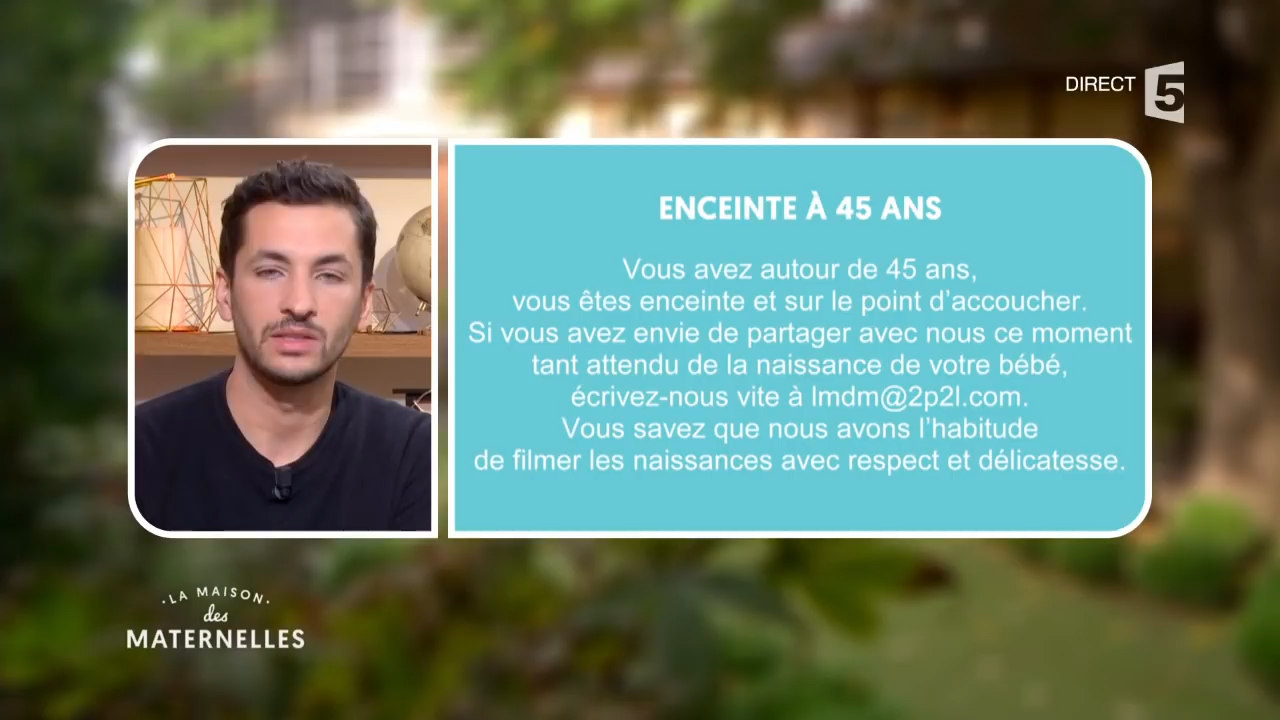 DIRECT 5
ENCEINTE À 45 ANS
Vous avez autour de 45 ans,
vous êtes enceinte et sur le point d'accoucher.
Si vous avez envie de partager avec nous ce moment
tant attendu de la naissance de votre bébé,
écrivez-nous vite à lmdm@2p2l.com.
Vous savez que nous avons l'habitude
de filmer les naissances avec respect et délicatesse.
·LA MAISON·
des
MATERNELLES